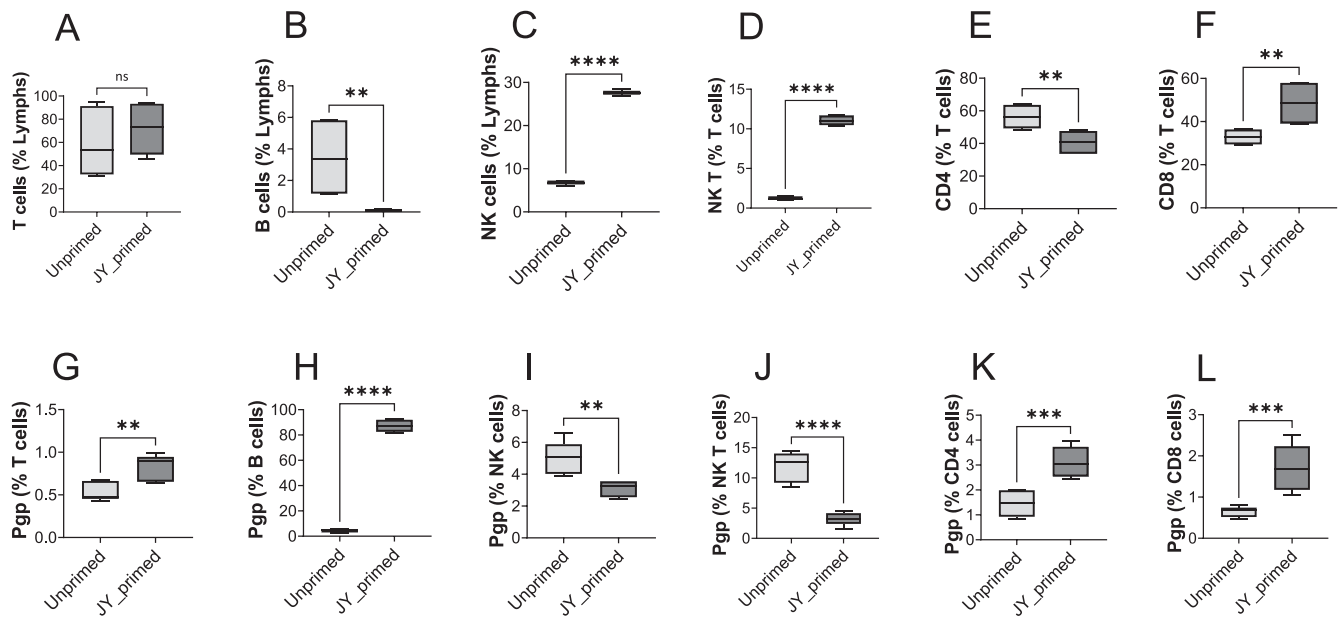 A
T cells (% Lymphs)
100
80
60
40
20
0
ns
Unprimed
JY_primed
B
B cells (% Lymphs)
8
6
4
2
0
**
Unprimed
JY_primed
C
NK cells (% Lymphs)
30
20
10
0
****
Unprimed
JY_primed
D
NK T (% T cells)
15
10
5
0
****
Unprimed
JY_primed
E
CD4 (% T cells)
80
60
40
20
0
**
Unprimed
JY_primed
F
CD8 (% T cells)
60
40
20
0
**
Unprimed
JY_primed
G
Pgp (% T cells)
1.5
1.0
0.5
0.0
**
Unprimed
JY_primed
H
Pgp (% B cells)
100
80
60
40
20
0
****
Unprimed
JY_primed
I
Pgp (% NK cells)
8
6
4
2
0
**
Unprimed
JY_primed
J
Pgp (% NK T cells)
20
15
10
5
0
****
Unprimed
JY_primed
K
Pgp (% CD4 cells)
5
4
3
2
1
0
***
Unprimed
JY_primed
L
Pgp (% CD8 cells)
3
2
1
0
***
Unprimed
JY_primed